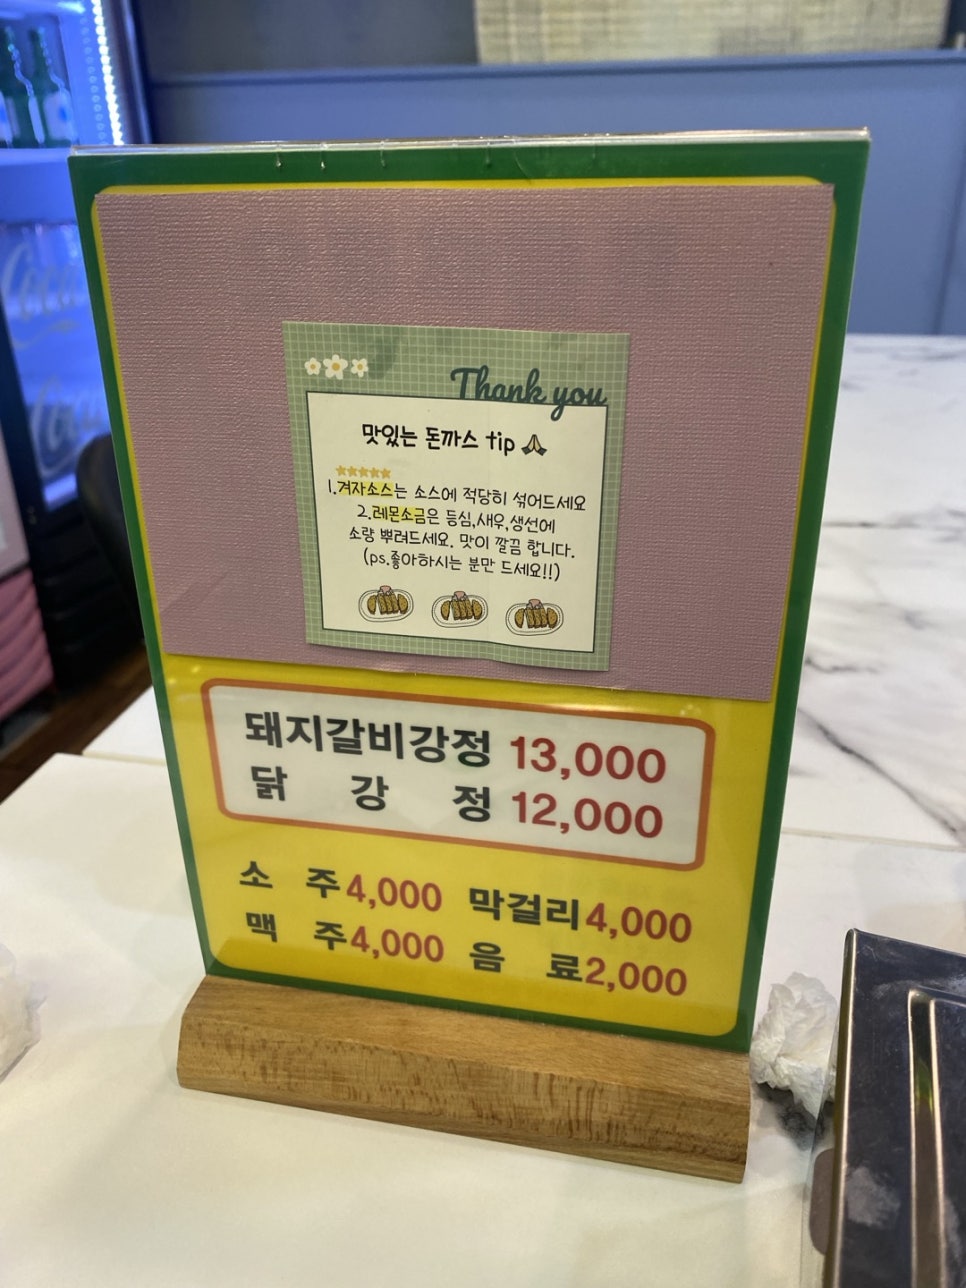 Coca
Coca
Thank you
맛있는 돈까스 tip 🙏
1.겨자소스는 소스에 적당히 섞어드세요
2.레몬소금은 등심,새우,생선에
소량 뿌려드세요. 맛이 깔끔 합니다.
(ps.좋아하시는 분만 드세요!!)
돼지갈비강정 13,000
닭 강 정 12,000
소 주 4,000 막걸리 4,000
맥 주 4,000 음 료 2,000